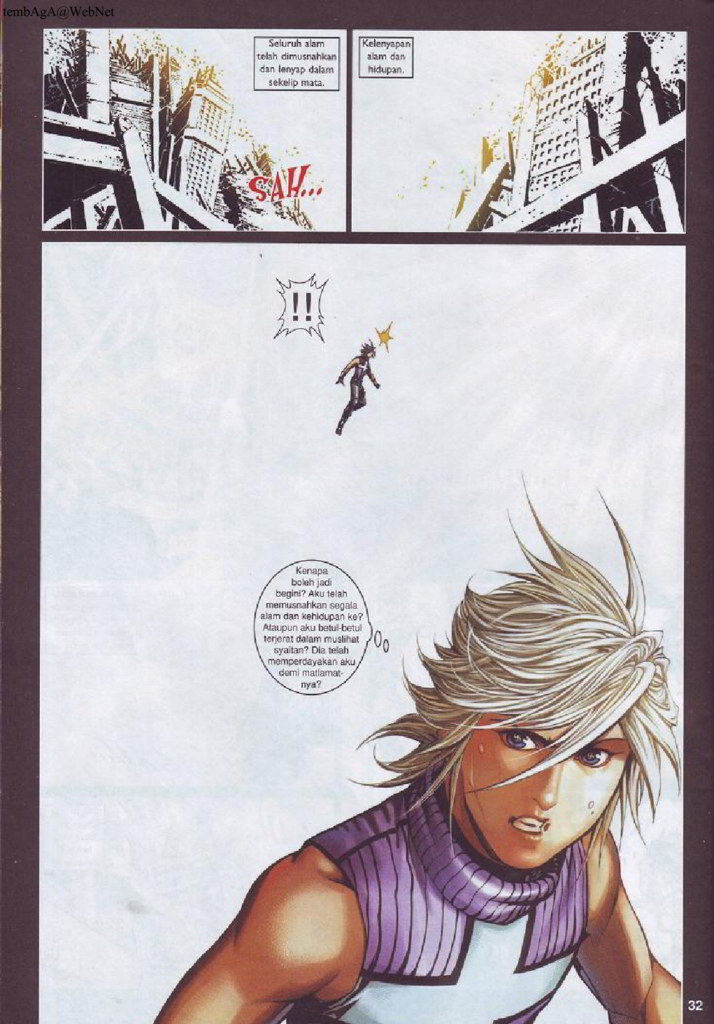 tembAgA@WebNet
Seluruh alam
telah dimusnahkan
dan lenyap dalam
sekelip mata.
Kelenyapan
alam dan
hidupan.
SAH...
!!
Kenapa
boleh jadi
begini? Aku telah
memusnahkan segala
alam dan kehidupan ke?
Ataupun aku betul-betul
terjerat dalam muslihat
syaitan? Dia telah
memperdayakan aku
demi matlamat-
nya?
32